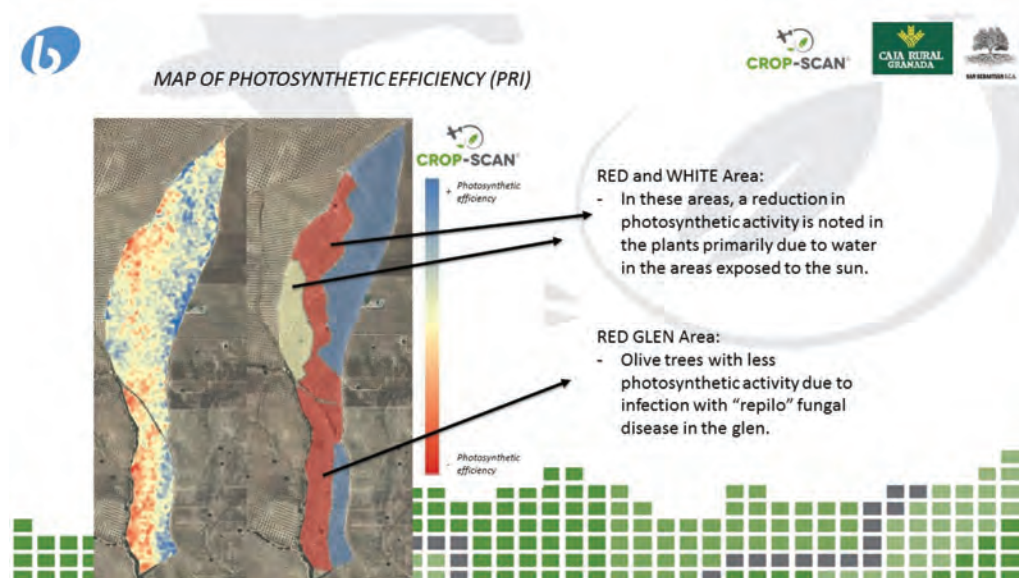 b
MAP OF PHOTOSYNTHETIC EFFICIENCY (PRI)
CROP-SCAN®
CAJA RURAL
GRANADA
SAN SEBASTIAN S.C.A.
CROP-SCAN®
+ Photosynthetic
efficiency
- Photosynthetic
efficiency
RED and WHITE Area:
- In these areas, a reduction in
photosynthetic activity is noted in
the plants primarily due to water
in the areas exposed to the sun.
RED GLEN Area:
- Olive trees with less
photosynthetic activity due to
infection with “repilo” fungal
disease in the glen.